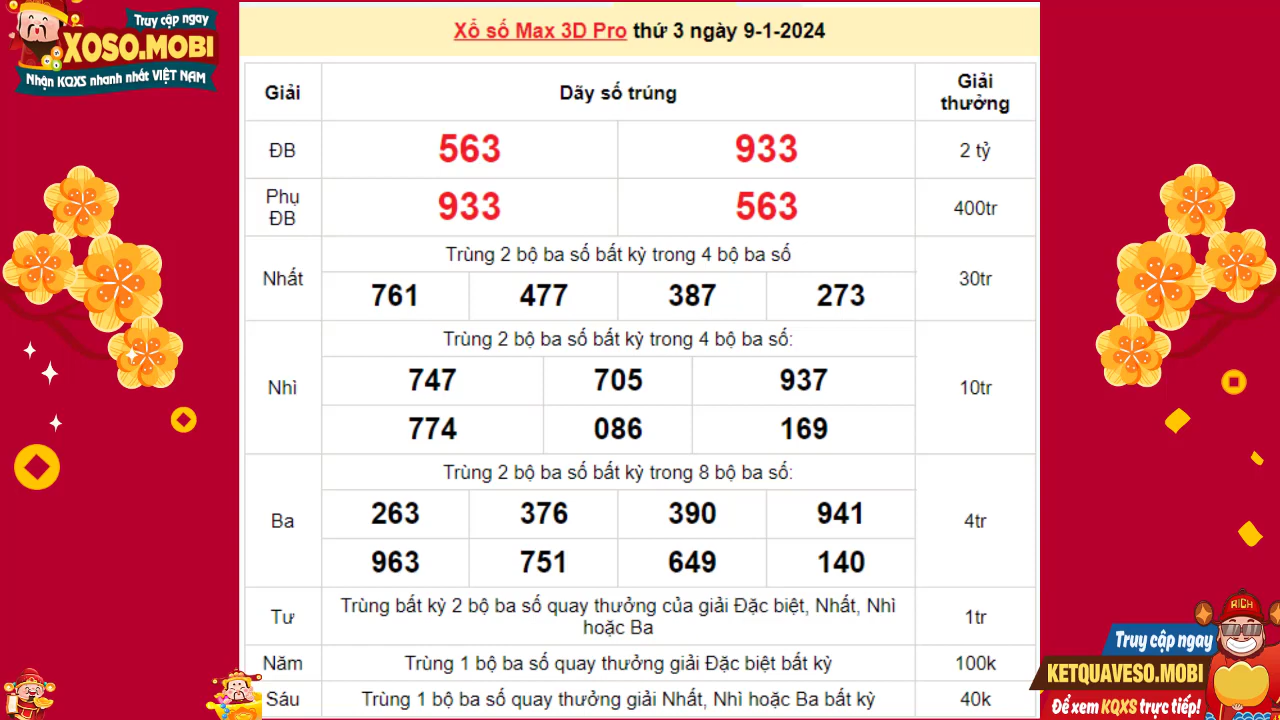 Truy cập ngay
XOSO.MOBI
Nhận KQXS nhanh nhất VIỆT NAM
Xổ số Max 3D Pro thứ 3 ngày 9-1-2024
Giải Dãy số trúng Giải
thưởng
ĐB 563 933 2 tỷ
Phụ
ĐB 933 563 400tr
Trùng 2 bộ ba số bất kỳ trong 4 bộ ba số
Nhất 761 477 387 273 30tr
Trùng 2 bộ ba số bất kỳ trong 4 bộ ba số:
Nhì 747 705 937 10tr
774 086 169
Trùng 2 bộ ba số bất kỳ trong 8 bộ ba số:
Ba 263 376 390 941 4tr
963 751 649 140
Tư Trùng bất kỳ 2 bộ ba số quay thưởng của giải Đặc biệt, Nhất, Nhì
hoặc Ba 1tr
Năm Trùng 1 bộ ba số quay thưởng giải Đặc biệt bất kỳ 100k
Sáu Trùng 1 bộ ba số quay thưởng giải Nhất, Nhì hoặc Ba bất kỳ 40k
RICH
Truy cập ngay
KETQUAVESO.MOBI
Để xem KQXS trực tiếp!